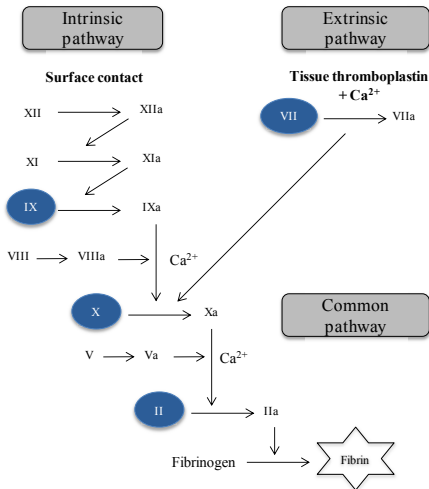 Intrinsic
pathway
Extrinsic
pathway
Surface contact
Tissue thromboplastin
+ Ca²⁺
XII
XIIa
VII
VIIa
XI
XIa
IX
IXa
VIII
VIIIa
Ca²⁺
X
Xa
Common
pathway
V
Va
Ca²⁺
II
IIa
Fibrinogen
Fibrin